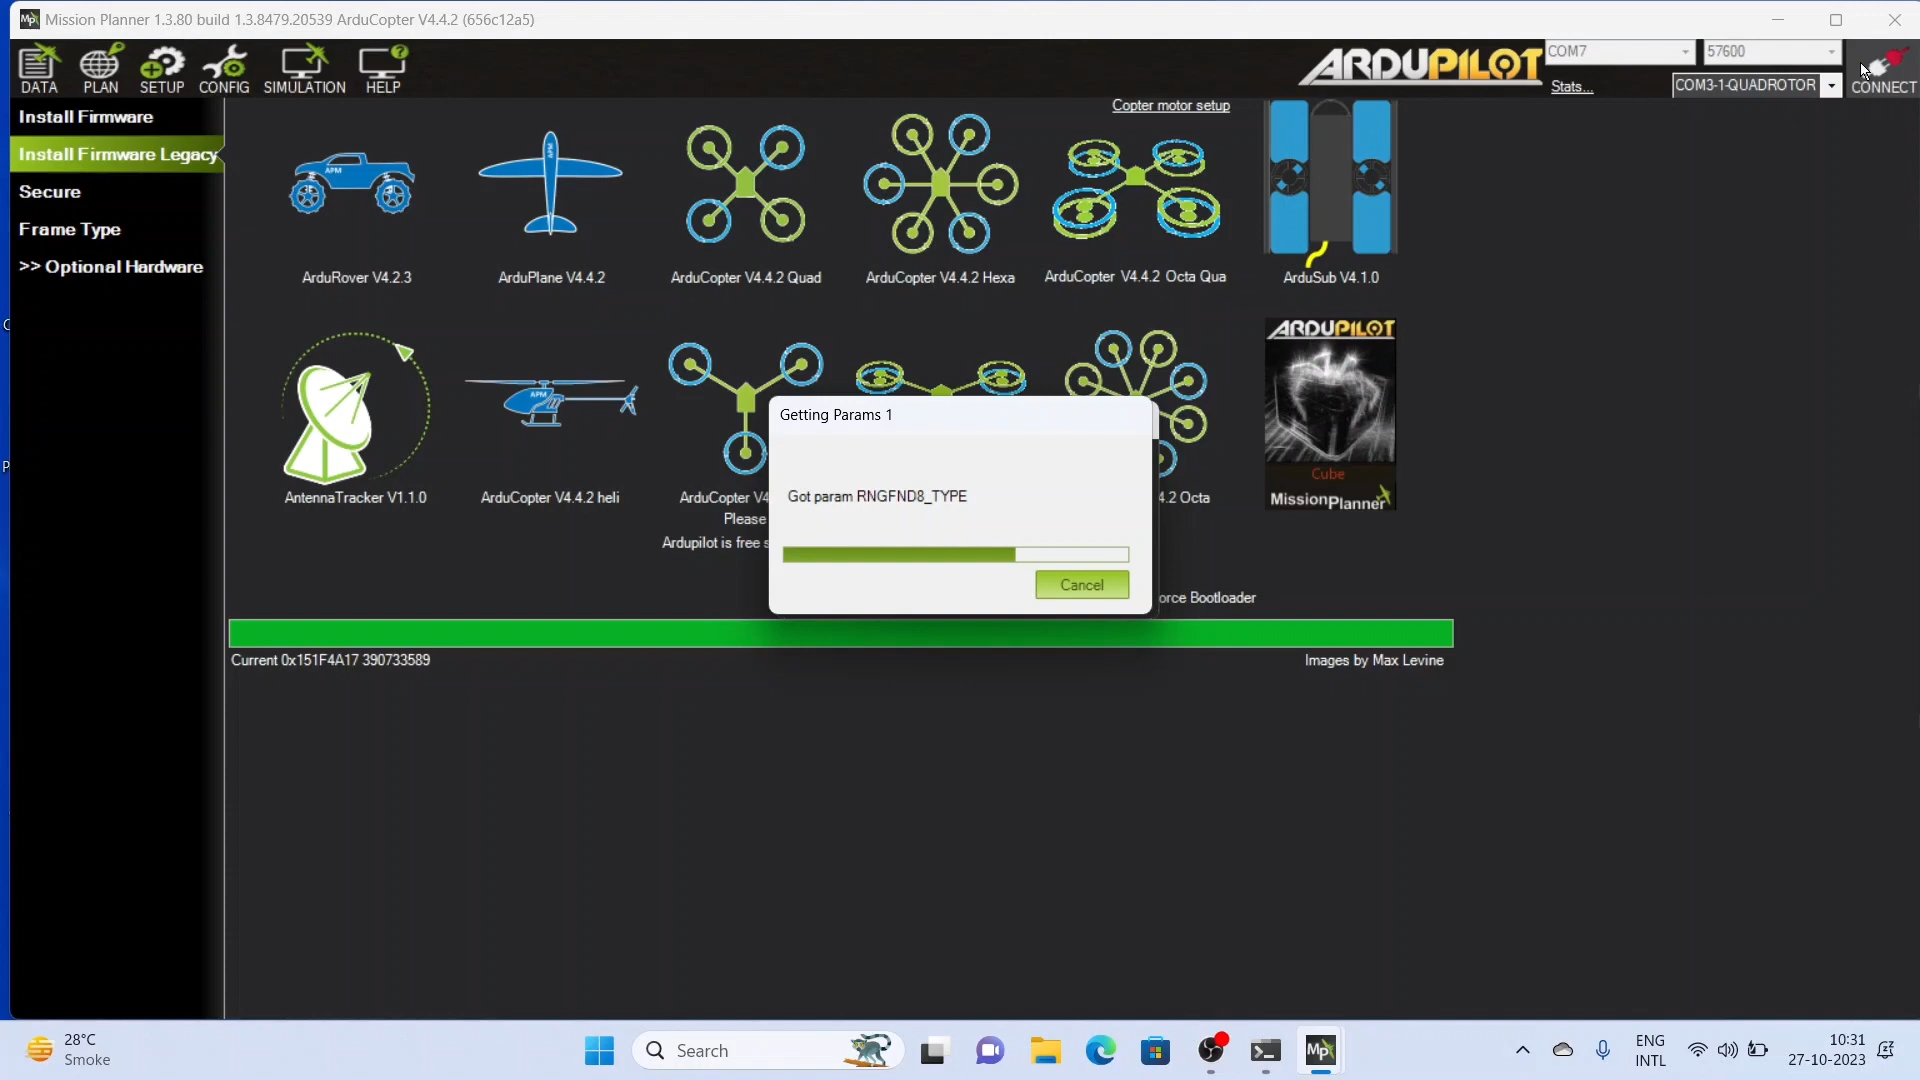 Mission Planner 1.3.80 build 1.3.8479.20539 ArduCopter V4.4.2 (656c12a5)
DATA PLAN SETUP CONFIG SIMULATION HELP
ARDUPILOT
COM7 57600
Stats... COM3-1-QUADROTOR CONNECT
Install Firmware
Install Firmware Legacy
Secure
Frame Type
>> Optional Hardware
Copter motor setup
APM
APM
ArduRover V4.2.3 ArduPlane V4.4.2 ArduCopter V4.4.2 Quad ArduCopter V4.4.2 Hexa ArduCopter V4.4.2 Octa Qua ArduSub V4.1.0
APM
ARDUPILOT
Cube
MissionPlanner
AntennaTracker V1.1.0 ArduCopter V4.4.2 heli ArduCopter V4 .2 Octa
Please
Ardupilot is free s
Getting Params 1
Got param RNGFND8_TYPE
Cancel
orce Bootloader
Current 0x151F4A17 390733589
Images by Max Levine
28°C
Smoke
Search
ENG
INTL
10:31
27-10-2023